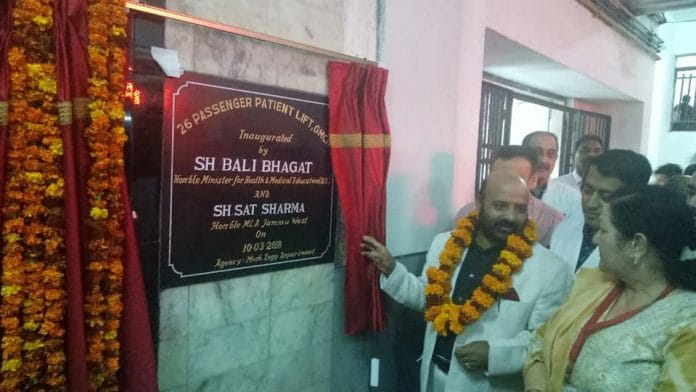 26 PASSENGER PATIENT LIFT, GMC,
Inaugurated
by
SH. BALI BHAGAT
Hon'ble Minister for Health & Medical Education
AND
SH. SAT SHARMA
Hon'ble MLA Jammu West
On
10-03-2018
Agency:- Mech. Engg. Department